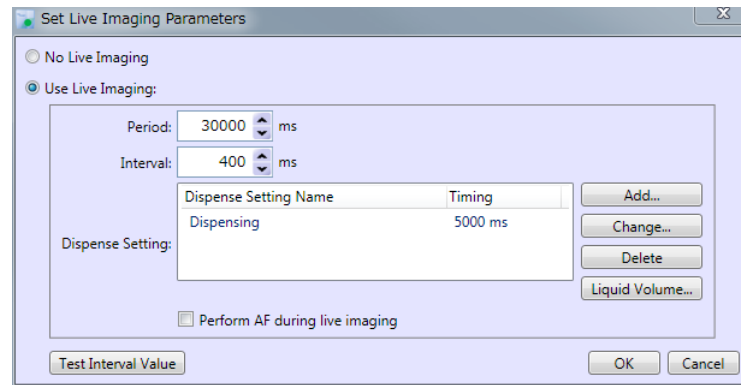 Set Live Imaging Parameters
No Live Imaging
Use Live Imaging:
Period: 30000 ms
Interval: 400 ms
Dispense Setting Name Timing Add...
Dispensing 5000 ms Change...
Dispense Setting: Delete
Liquid Volume...
Perform AF during live imaging
Test Interval Value OK Cancel